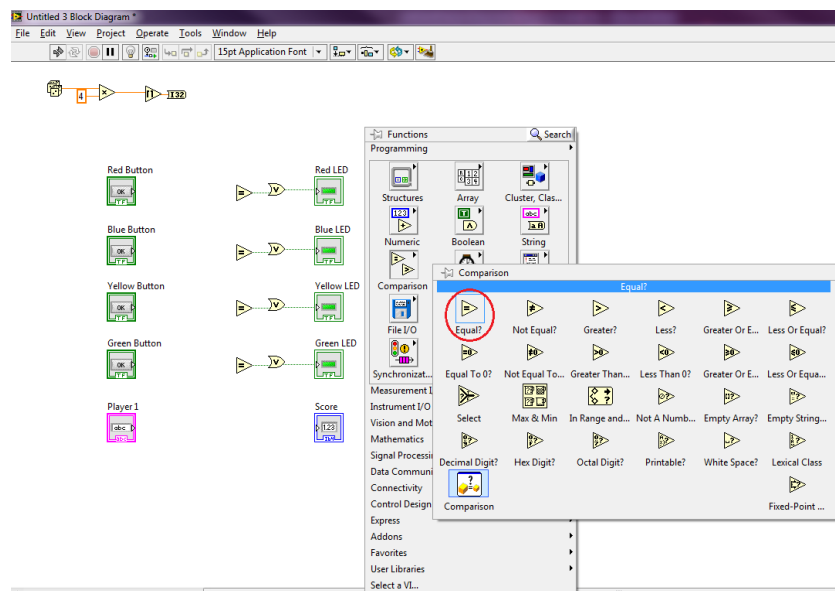 Untitled 3 Block Diagram *
File Edit View Project Operate Tools Window Help
15pt Application Font
4
I32
Functions
Search
Programming
Structures Array Cluster, Clas...
Numeric Boolean String
Comparison
File I/O
Synchronizat...
Measurement I
Instrument I/O
Vision and Mot
Mathematics
Signal Processi
Data Communi
Connectivity
Control Design
Express
Addons
Favorites
User Libraries
Select a VI...
Red Button Red LED
OK
TF TF
Blue Button Blue LED
OK
TF TF
Yellow Button Yellow LED
OK
TF TF
Green Button Green LED
OK
TF TF
Player 1 Score
abc 1.23
abc
Comparison
Equal?
Equal? Not Equal? Greater? Less? Greater Or E... Less Or Equal?
Equal To 0? Not Equal To... Greater Than... Less Than 0? Greater Or E... Less Or Equa...
Select Max & Min In Range and... Not A Numb... Empty Array? Empty String...
Decimal Digit? Hex Digit? Octal Digit? Printable? White Space? Lexical Class
Comparison Fixed-Point ...